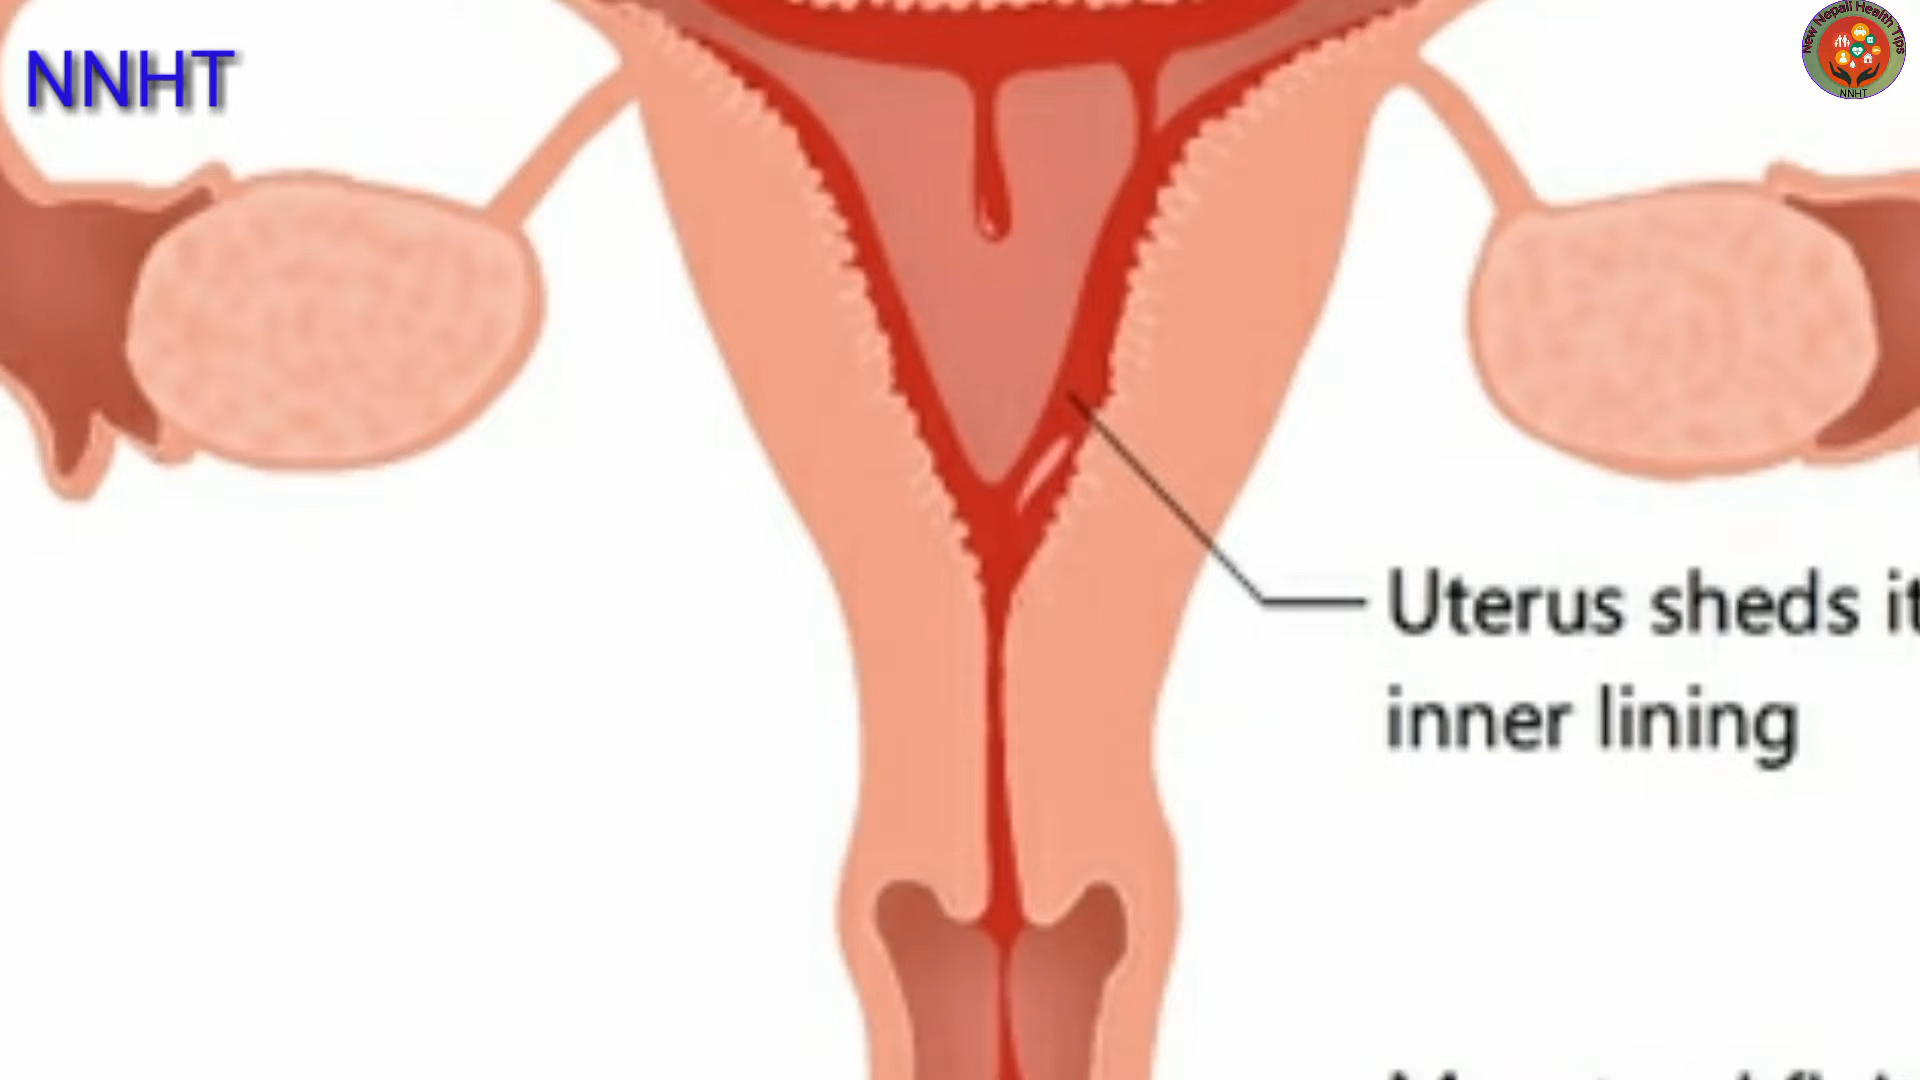 NNHT
New Nepali Health Tips
NNHT
Uterus sheds it
inner lining